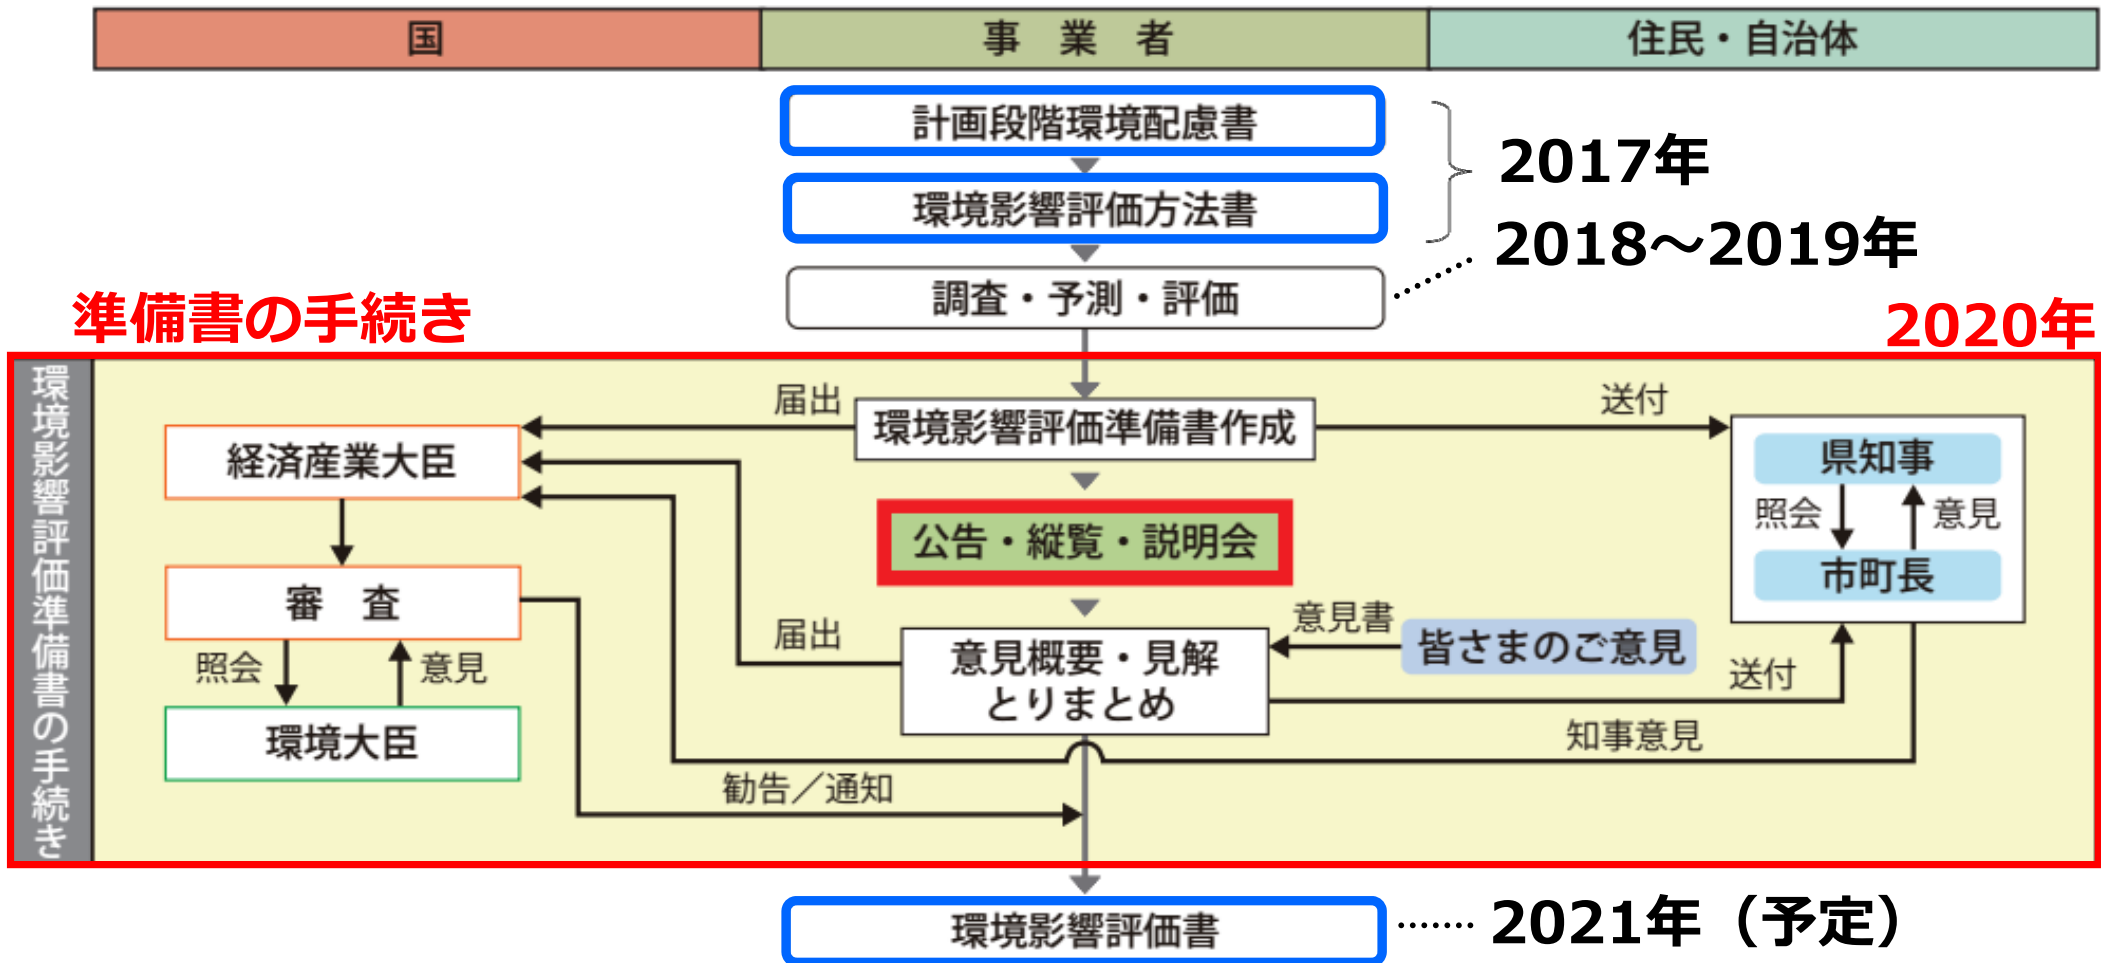 国
事　業　者
住民・自治体
計画段階環境配慮書
環境影響評価方法書
2017年
調査・予測・評価
2018～2019年
準備書の手続き
2020年
環境影響評価準備書の手続き
届出
環境影響評価準備書作成
送付
経済産業大臣
県知事
照会
意見
市町長
公告・縦覧・説明会
審　査
照会
意見
環境大臣
届出
意見概要・見解
とりまとめ
意見書
皆さまのご意見
送付
知事意見
勧告／通知
環境影響評価書
2021年（予定）